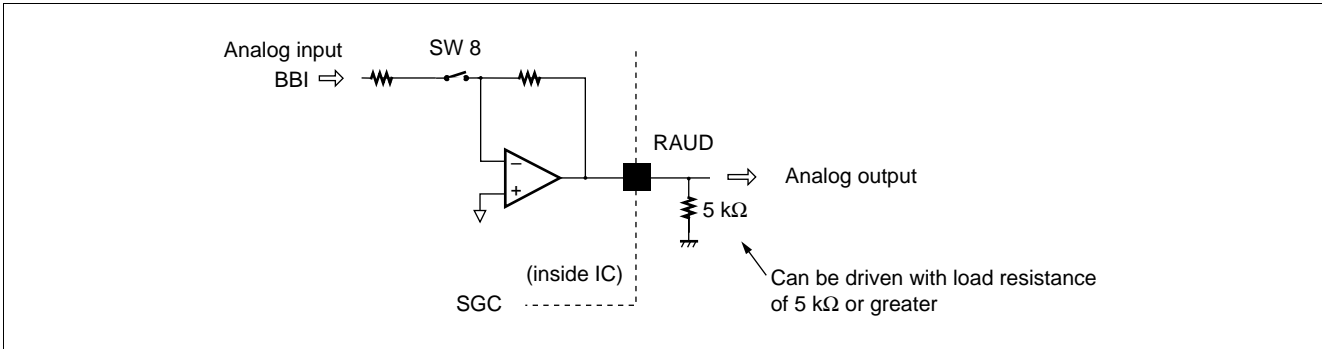 Analog input
BBI
SW 8
−
+
RAUD
Analog output
5 kΩ
(inside IC)
SGC
Can be driven with load resistance
of 5 kΩ or greater